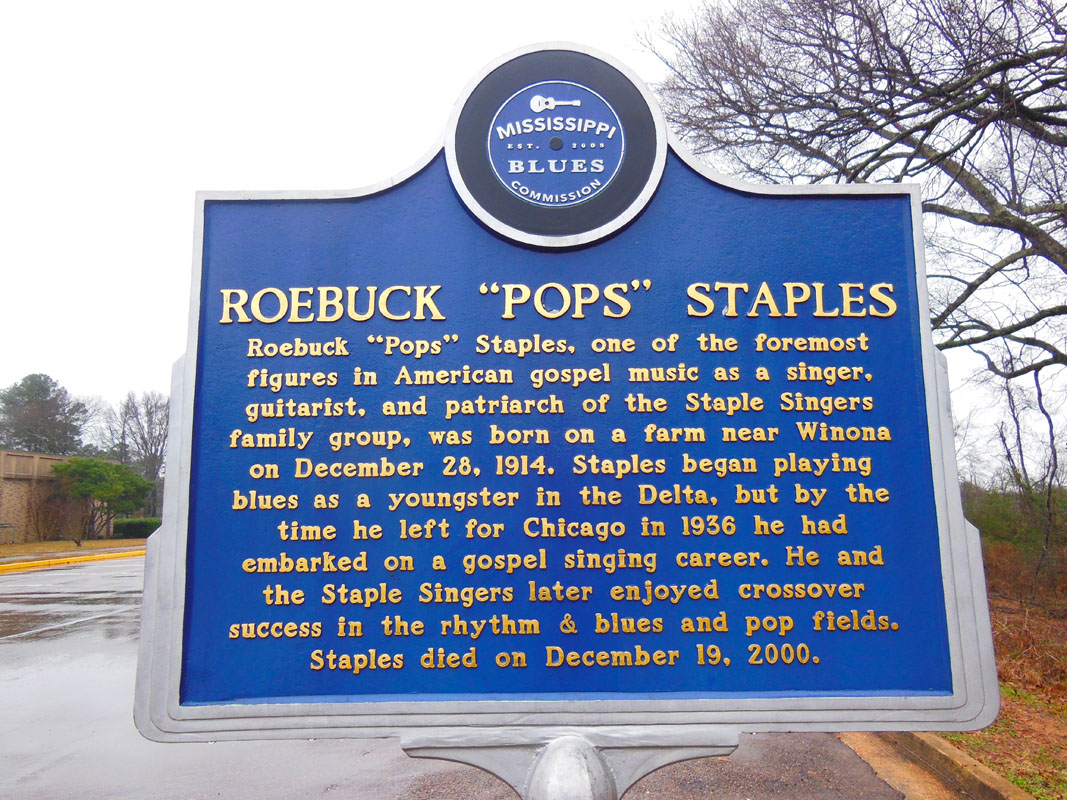 MISSISSIPPI
EST. 2005
BLUES
COMMISSION
ROEBUCK “POPS” STAPLES
Roebuck “Pops” Staples, one of the foremost
figures in American gospel music as a singer,
guitarist, and patriarch of the Staple Singers
family group, was born on a farm near Winona
on December 28, 1914. Staples began playing
blues as a youngster in the Delta, but by the
time he left for Chicago in 1936 he had
embarked on a gospel singing career. He and
the Staple Singers later enjoyed crossover
success in the rhythm & blues and pop fields.
Staples died on December 19, 2000.